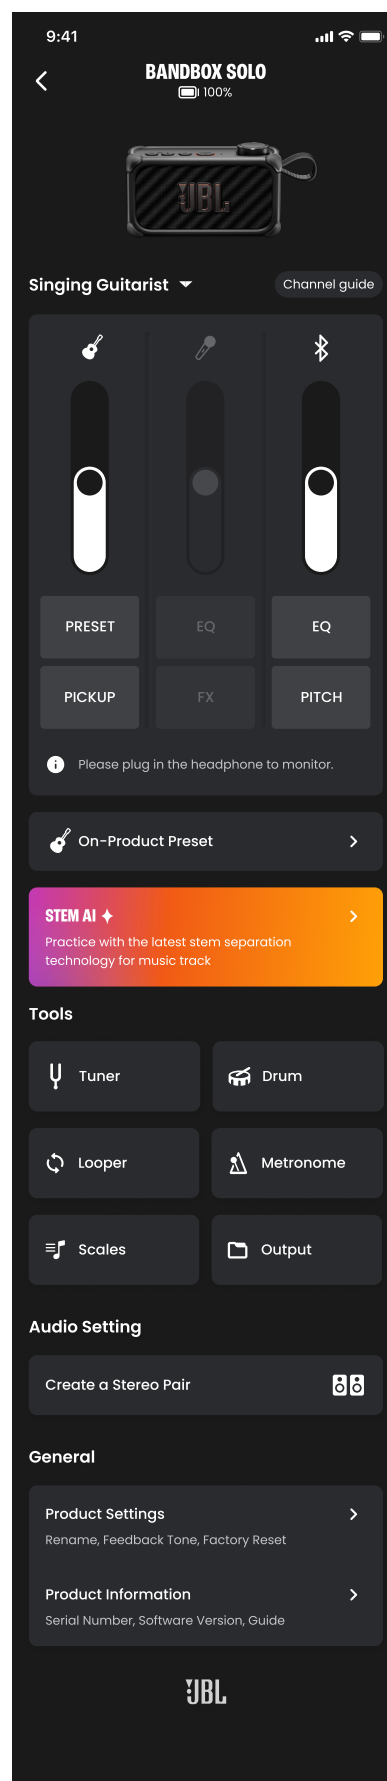 9:41
BANDBOX SOLO
100%
JBL
Singing Guitarist
Channel guide
PRESET
EQ
EQ
PICKUP
FX
PITCH
Please plug in the headphone to monitor.
On-Product Preset
STEM AI
Practice with the latest stem separation
technology for music track
Tools
Tuner
Drum
Looper
Metronome
Scales
Output
Audio Setting
Create a Stereo Pair
General
Product Settings
Rename, Feedback Tone, Factory Reset
Product Information
Serial Number, Software Version, Guide
JBL